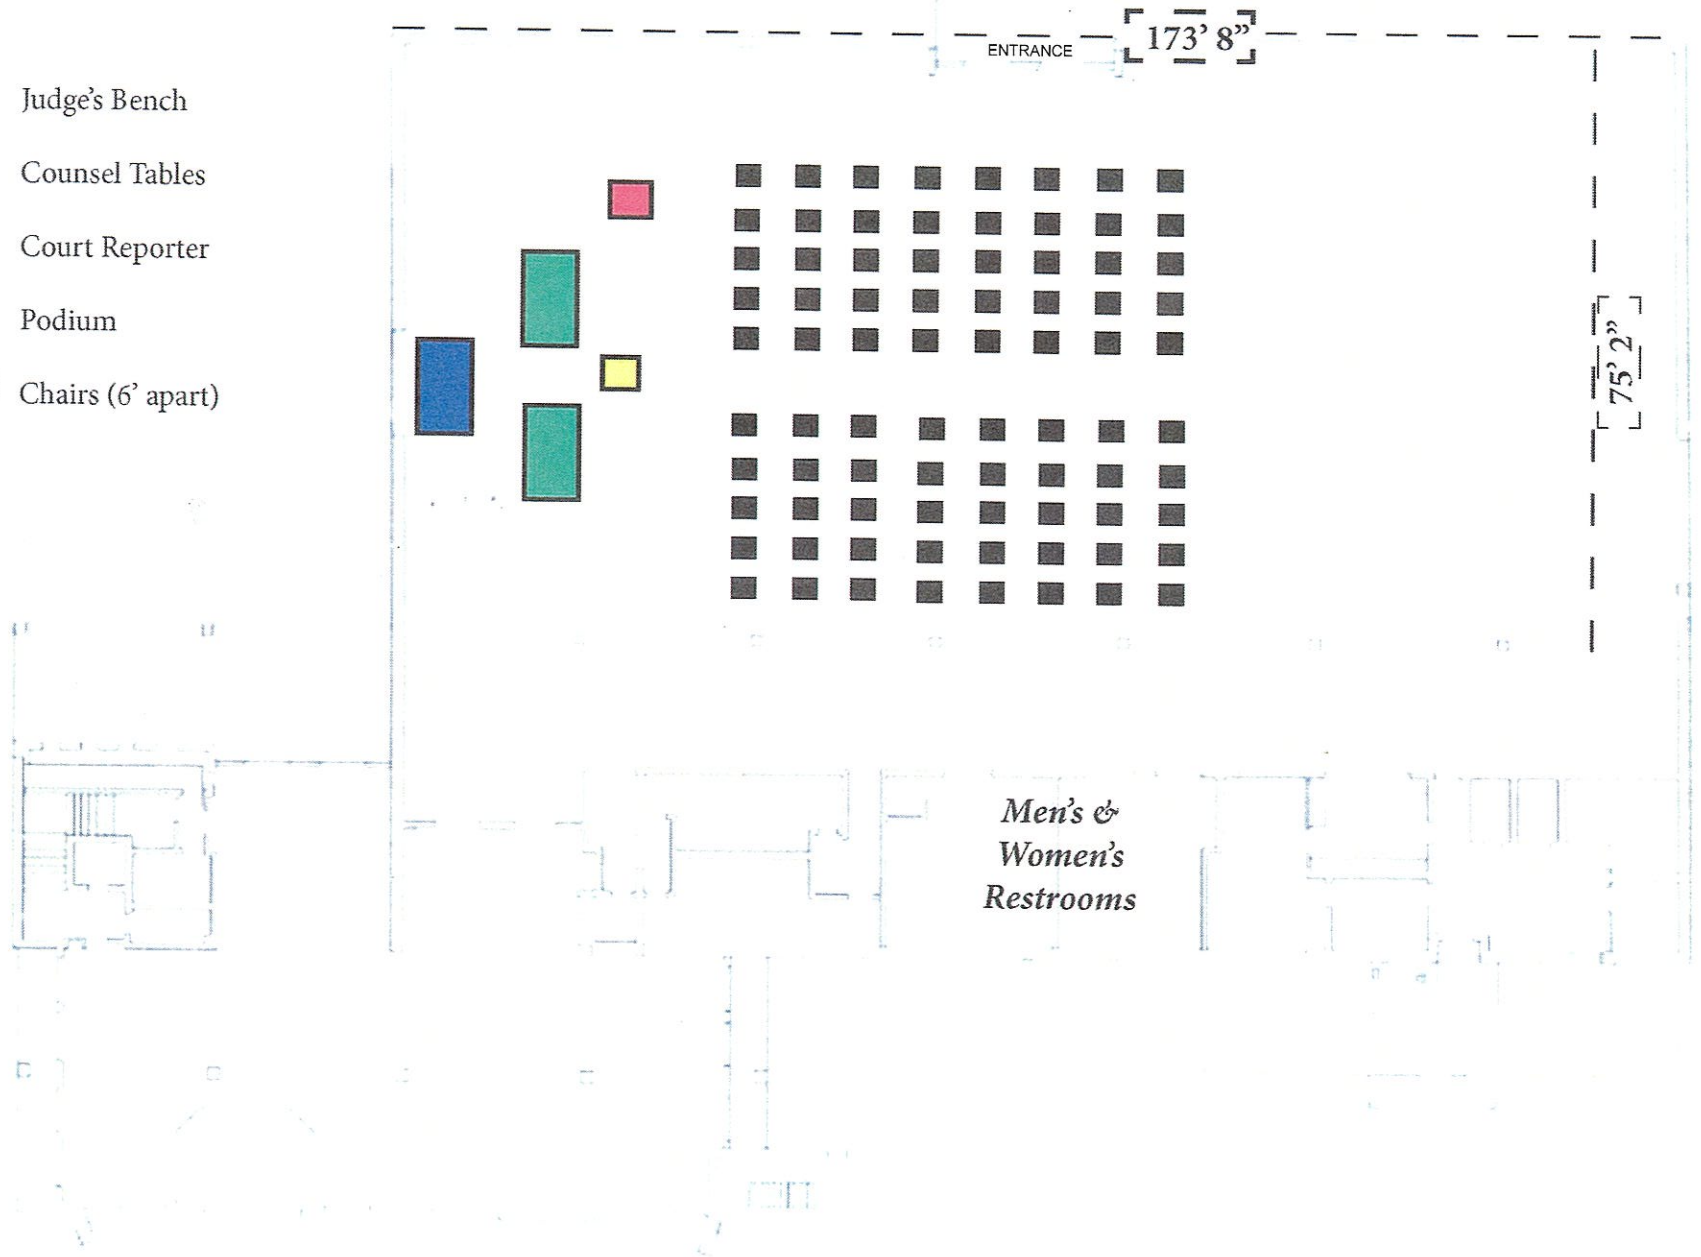 173’ 8”
ENTRANCE
Judge’s Bench
Counsel Tables
Court Reporter
Podium
Chairs (6’ apart)
75’ 2”
Men’s &
Women’s
Restrooms